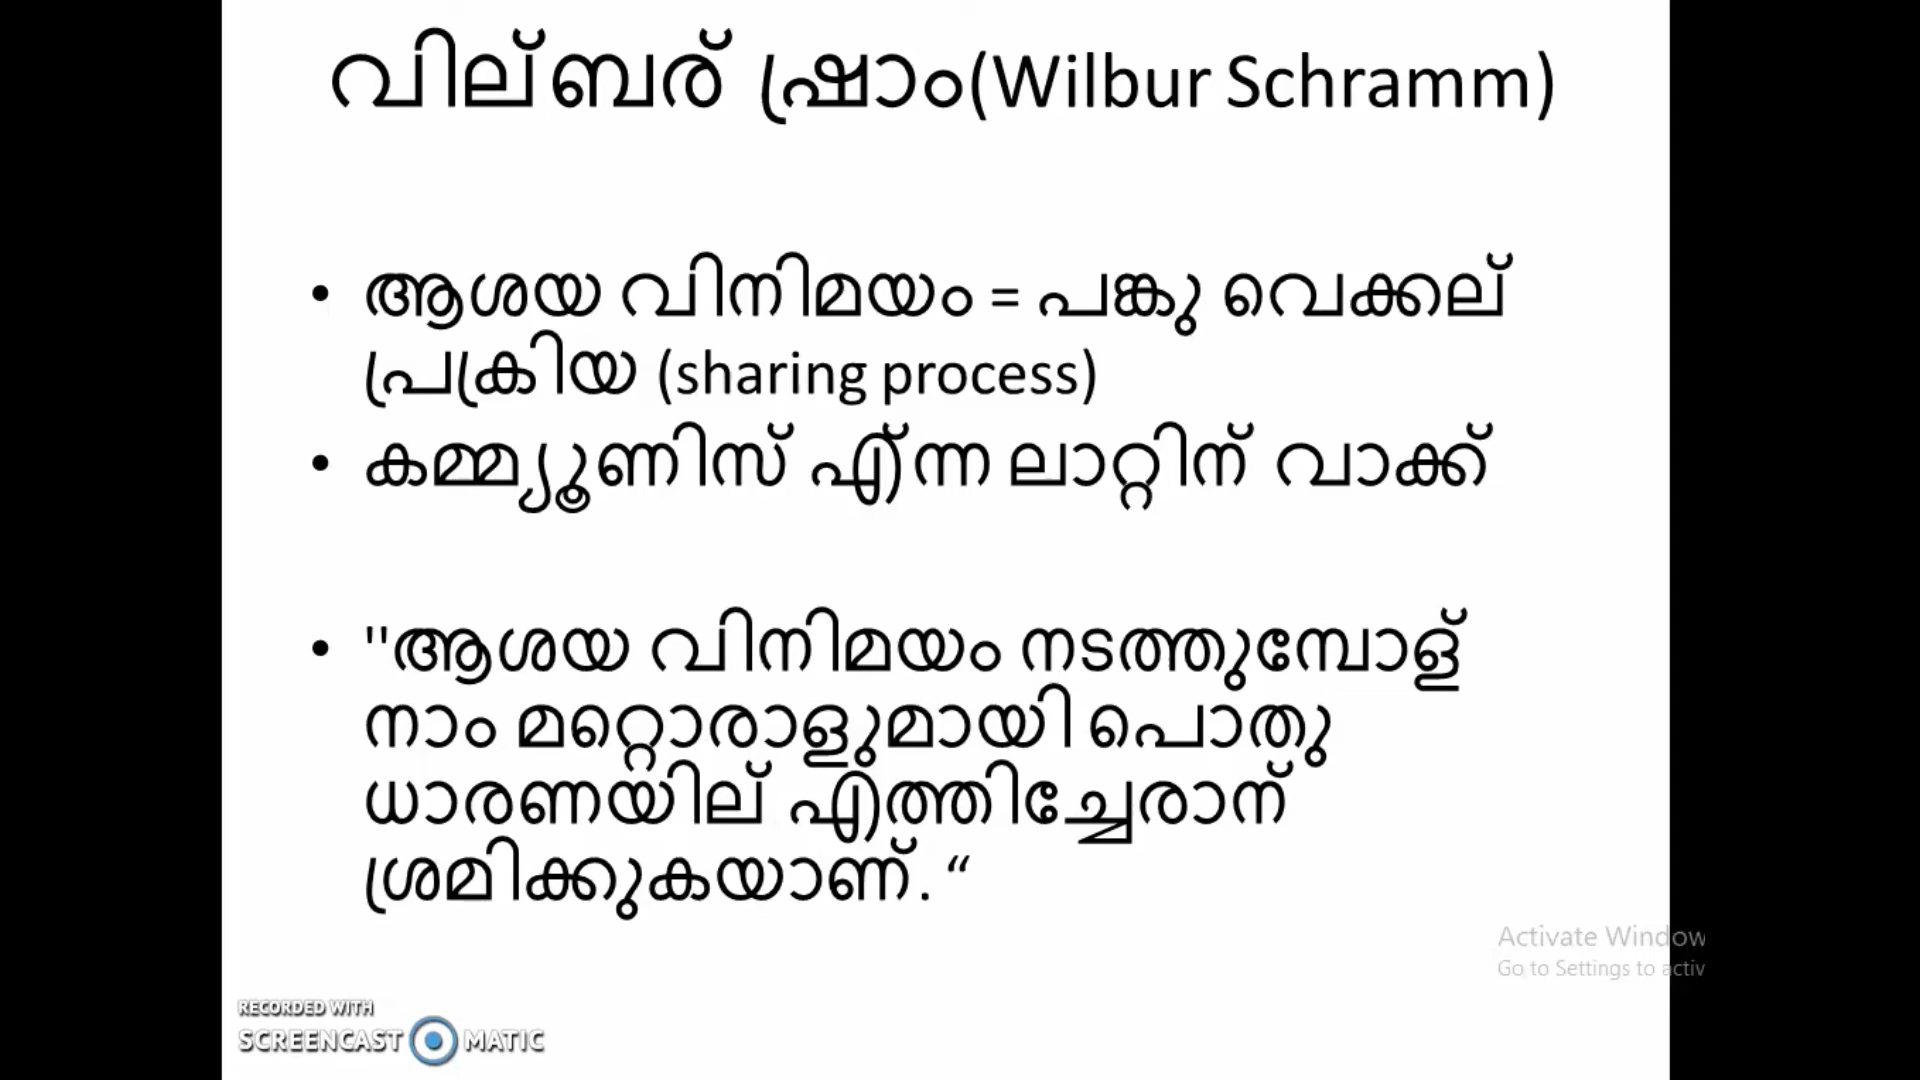 വില്ബര് ഷ്രാം(Wilbur Schramm)
• ആശയ വിനിമയം = പങ്കു വെക്കല്
പ്രക്രിയ (sharing process)
• കമ്മ്യൂണിസ് എ്ന്ന ലാറ്റിന് വാക്ക്
• "ആശയ വിനിമയം നടത്തുമ്പോള്
നാം മറ്റൊരാളുമായി പൊതു
ധാരണയില് എത്തിച്ചേരാന്
ശ്രമിക്കുകയാണ്. “
Activate Window
Go to Settings to activ
RECORDED WITH
SCREENCAST MATIC